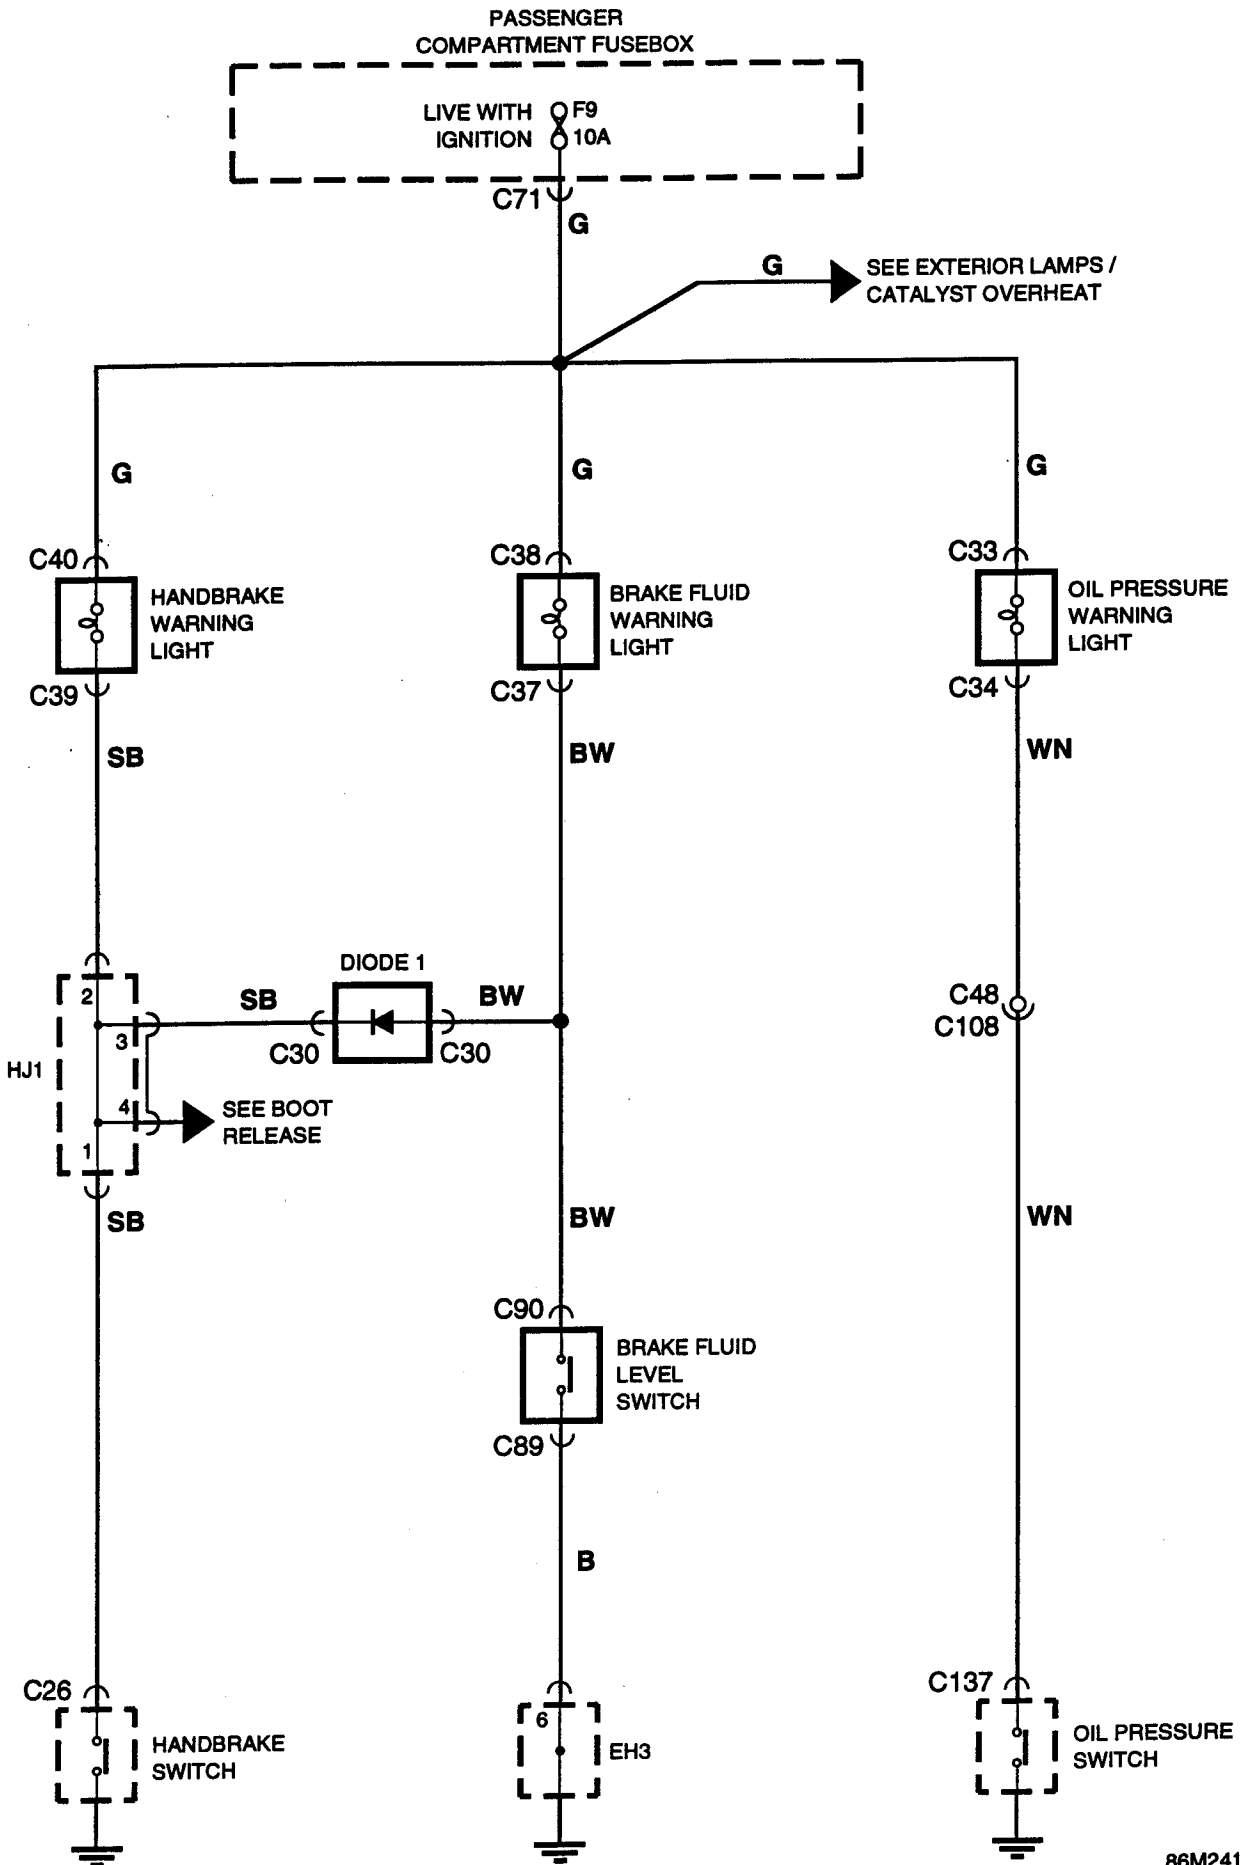 PASSENGER
COMPARTMENT FUSEBOX
LIVE WITH
IGNITION
F9
10A
C71
G
G
SEE EXTERIOR LAMPS /
CATALYST OVERHEAT
G
G
G
C40
HANDBRAKE
WARNING
LIGHT
C39
C38
BRAKE FLUID
WARNING
LIGHT
C37
C33
OIL PRESSURE
WARNING
LIGHT
C34
SB
BW
WN
DIODE 1
2
SB
BW
3
C30
C30
HJ1
4
SEE BOOT
RELEASE
1
C48
C108
SB
BW
WN
C90
BRAKE FLUID
LEVEL
SWITCH
C89
B
C26
HANDBRAKE
SWITCH
6
EH3
C137
OIL PRESSURE
SWITCH
86M241